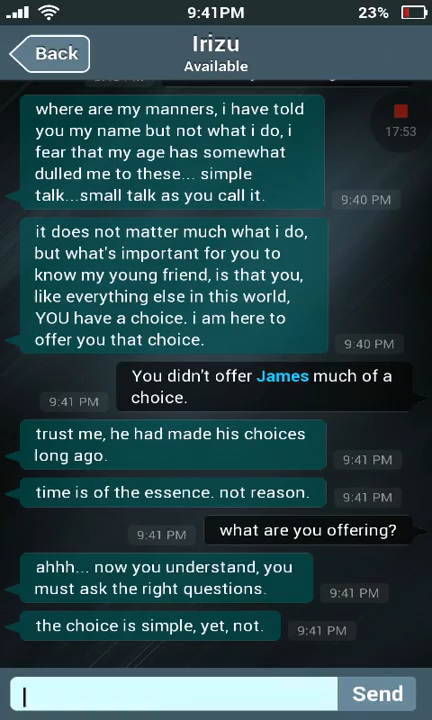 9:41PM
23%
Back
Irizu
Available
where are my manners, i have told
you my name but not what i do, i
fear that my age has somewhat
dulled me to these... simple
talk...small talk as you call it.
9:40 PM
17:53
it does not matter much what i do,
but what's important for you to
know my young friend, is that you,
like everything else in this world,
YOU have a choice. i am here to
offer you that choice.
9:40 PM
You didn't offer James much of a
choice.
9:41 PM
trust me, he had made his choices
long ago.
9:41 PM
time is of the essence. not reason.
9:41 PM
what are you offering?
9:41 PM
ahhh... now you understand, you
must ask the right questions.
9:41 PM
the choice is simple, yet, not.
9:41 PM
Send